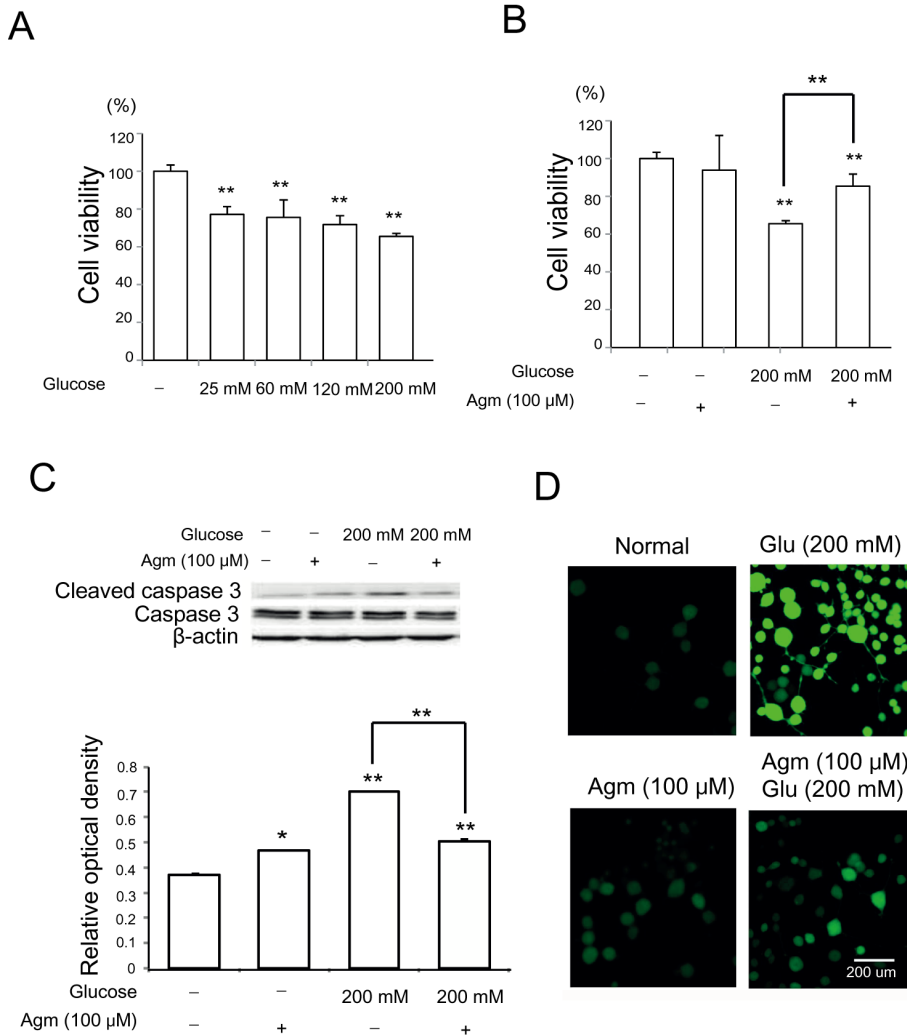 A
(%)
Cell viability
120
100
80
60
40
20
0
** ** ** **
Glucose – 25 mM 60 mM 120 mM 200 mM
B
(%)
Cell viability
120
100
80
60
40
20
0
**
** **
Glucose – – 200 mM 200 mM
Agm (100 μM) – + – +
C
Glucose – – 200 mM 200 mM
Agm (100 μM) – + – +
Cleaved caspase 3
Caspase 3
β-actin
Relative optical density
0.8
0.7
0.6
0.5
0.4
0.3
0.2
0.1
0
**
* ** **
Glucose – – 200 mM 200 mM
Agm (100 μM) – + – +
D
Normal
Glu (200 mM)
Agm (100 μM)
Agm (100 μM)
Glu (200 mM)
200 um